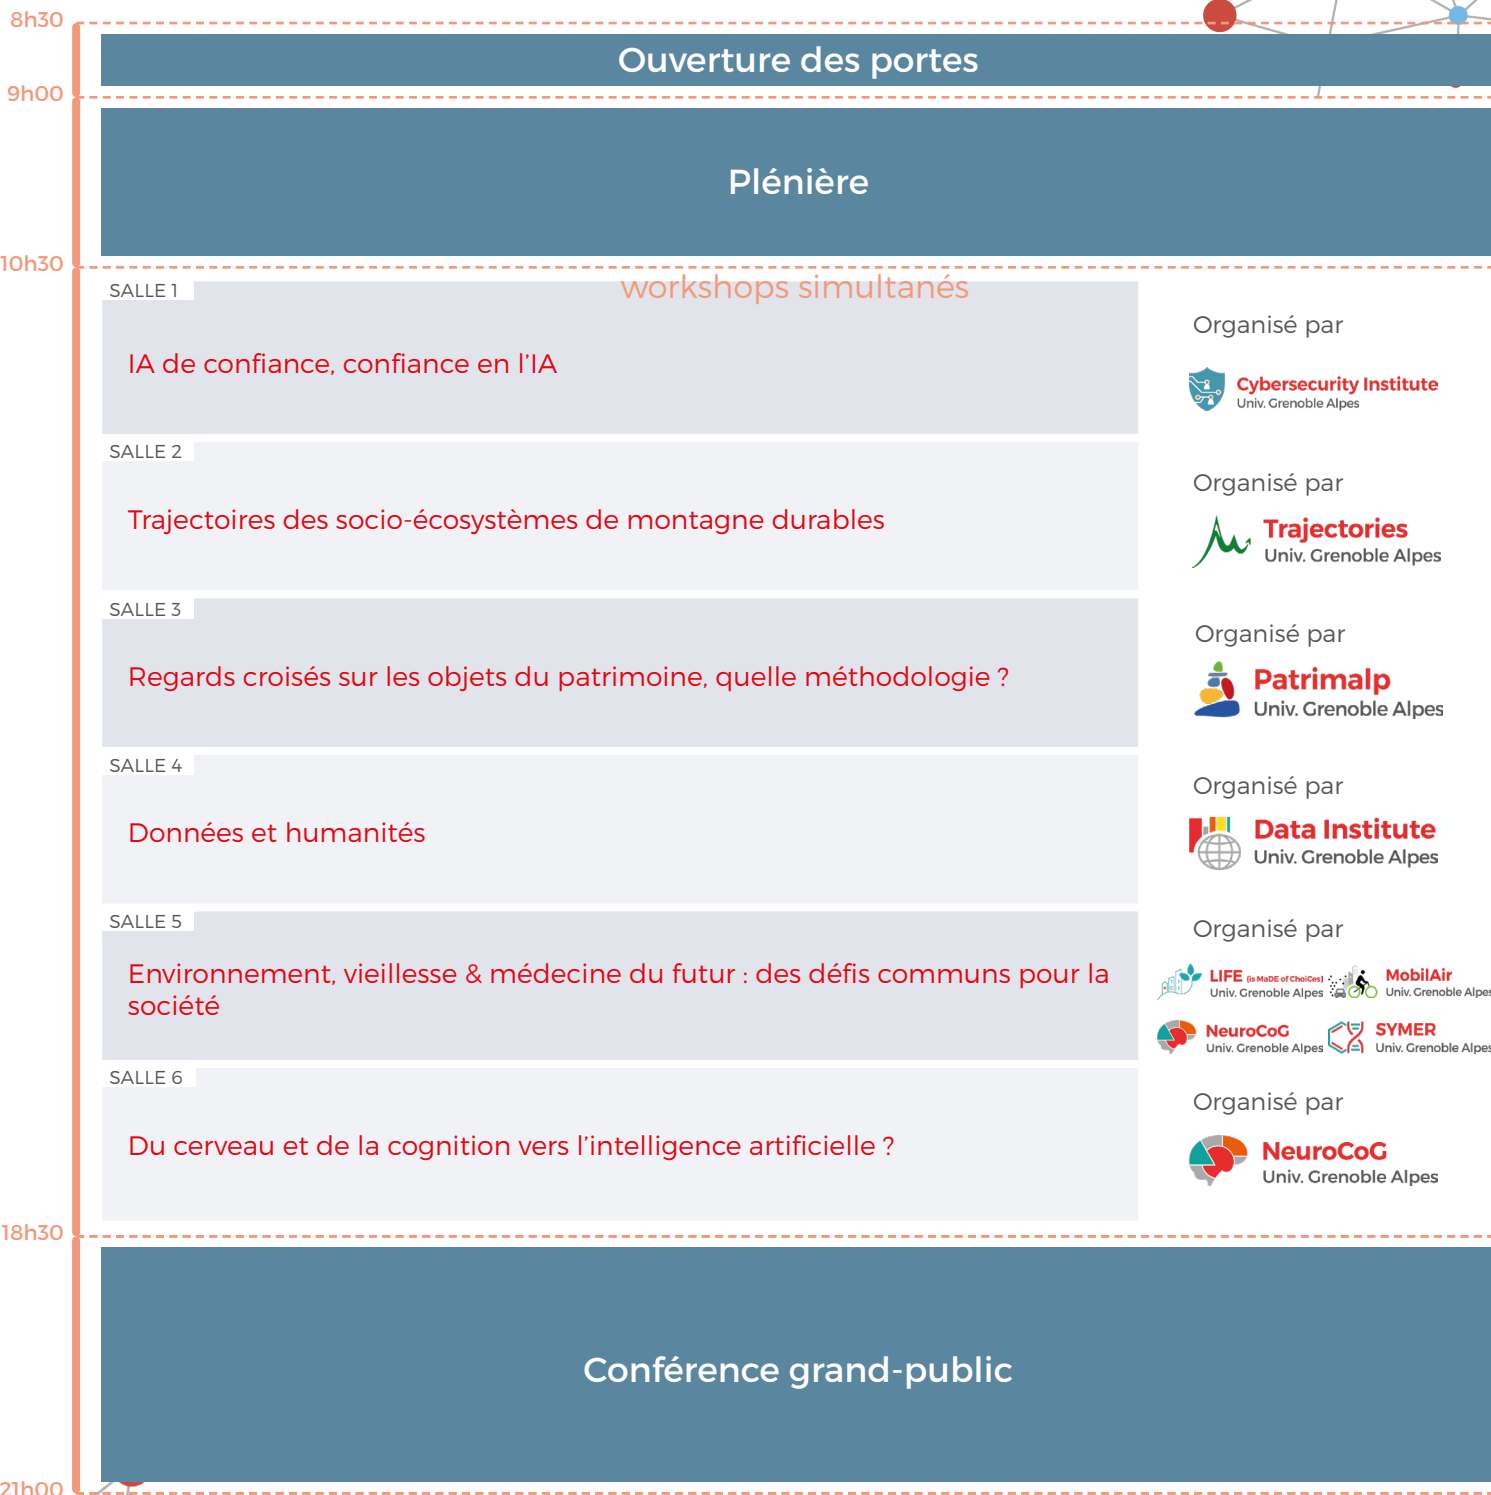 8h30
Ouverture des portes
9h00
Plénière
10h30
workshops simultanés
SALLE 1
IA de confiance, confiance en l'IA
Organisé par
Cybersecurity Institute
Univ. Grenoble Alpes
SALLE 2
Trajectoires des socio-écosystèmes de montagne durables
Organisé par
Trajectories
Univ. Grenoble Alpes
SALLE 3
Regards croisés sur les objets du patrimoine, quelle méthodologie ?
Organisé par
Patrimalp
Univ. Grenoble Alpes
SALLE 4
Données et humanités
Organisé par
Data Institute
Univ. Grenoble Alpes
SALLE 5
Environnement, vieillesse & médecine du futur : des défis communs pour la
société
Organisé par
LIFE (is MaDE of ChoiCes)
Univ. Grenoble Alpes
MobilAir
Univ. Grenoble Alpes
NeuroCoG
Univ. Grenoble Alpes
SYMER
Univ. Grenoble Alpes
SALLE 6
Du cerveau et de la cognition vers l'intelligence artificielle ?
Organisé par
NeuroCoG
Univ. Grenoble Alpes
18h30
Conférence grand-public
21h00